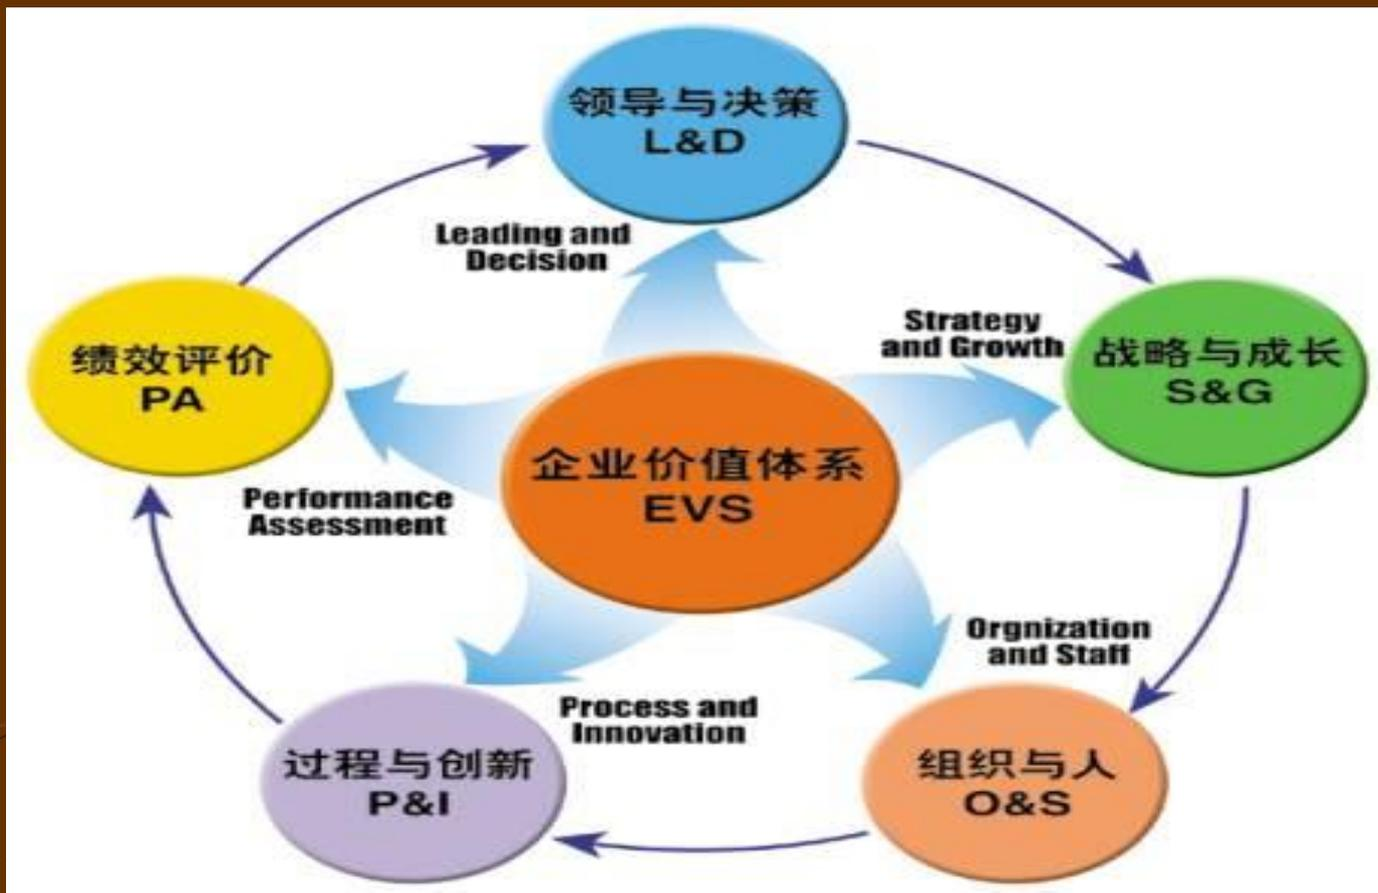 领导与决策
L&D
Leading and
Decision
Strategy
and Growth
战略与成长
S&G
绩效评价
PA
企业价值体系
EVS
Performance
Assessment
Orgnization
and Staff
Process and
Innovation
过程与创新
P&I
组织与人
O&S